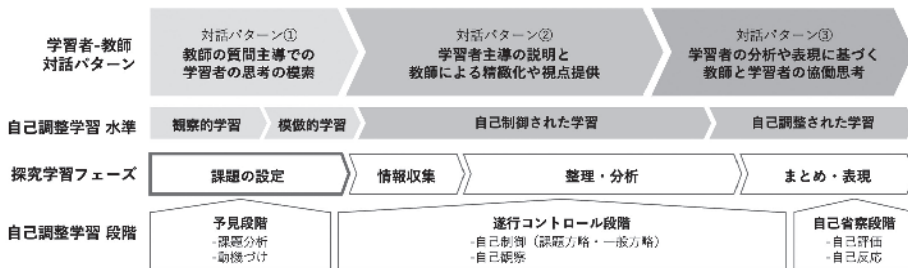 学習者-教師
対話パターン
対話パターン①
教師の質問主導での
学習者の思考の模索
対話パターン②
学習者主導の説明と
教師による精緻化や視点提供
対話パターン③
学習者の分析や表現に基づく
教師と学習者の協働思考
自己調整学習 水準
観察的学習
模倣的学習
自己制御された学習
自己調整された学習
探究学習フェーズ
課題の設定
情報収集
整理・分析
まとめ・表現
自己調整学習 段階
予見段階
-課題分析
-動機づけ
遂行コントロール段階
-自己制御（課題方略・一般方略）
-自己観察
自己省察段階
-自己評価
-自己反応